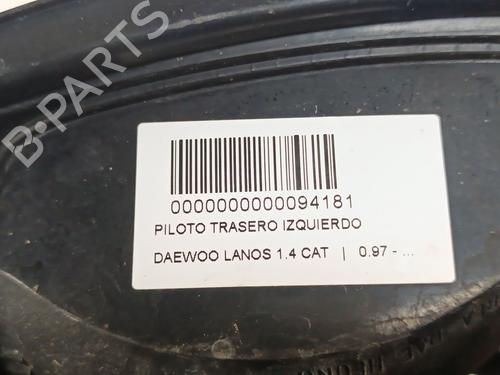 B-PARTS
0000000000094181
PILOTO TRASERO IZQUIERDO
DAEWOO LANOS 1.4 CAT | 0.97 - ...